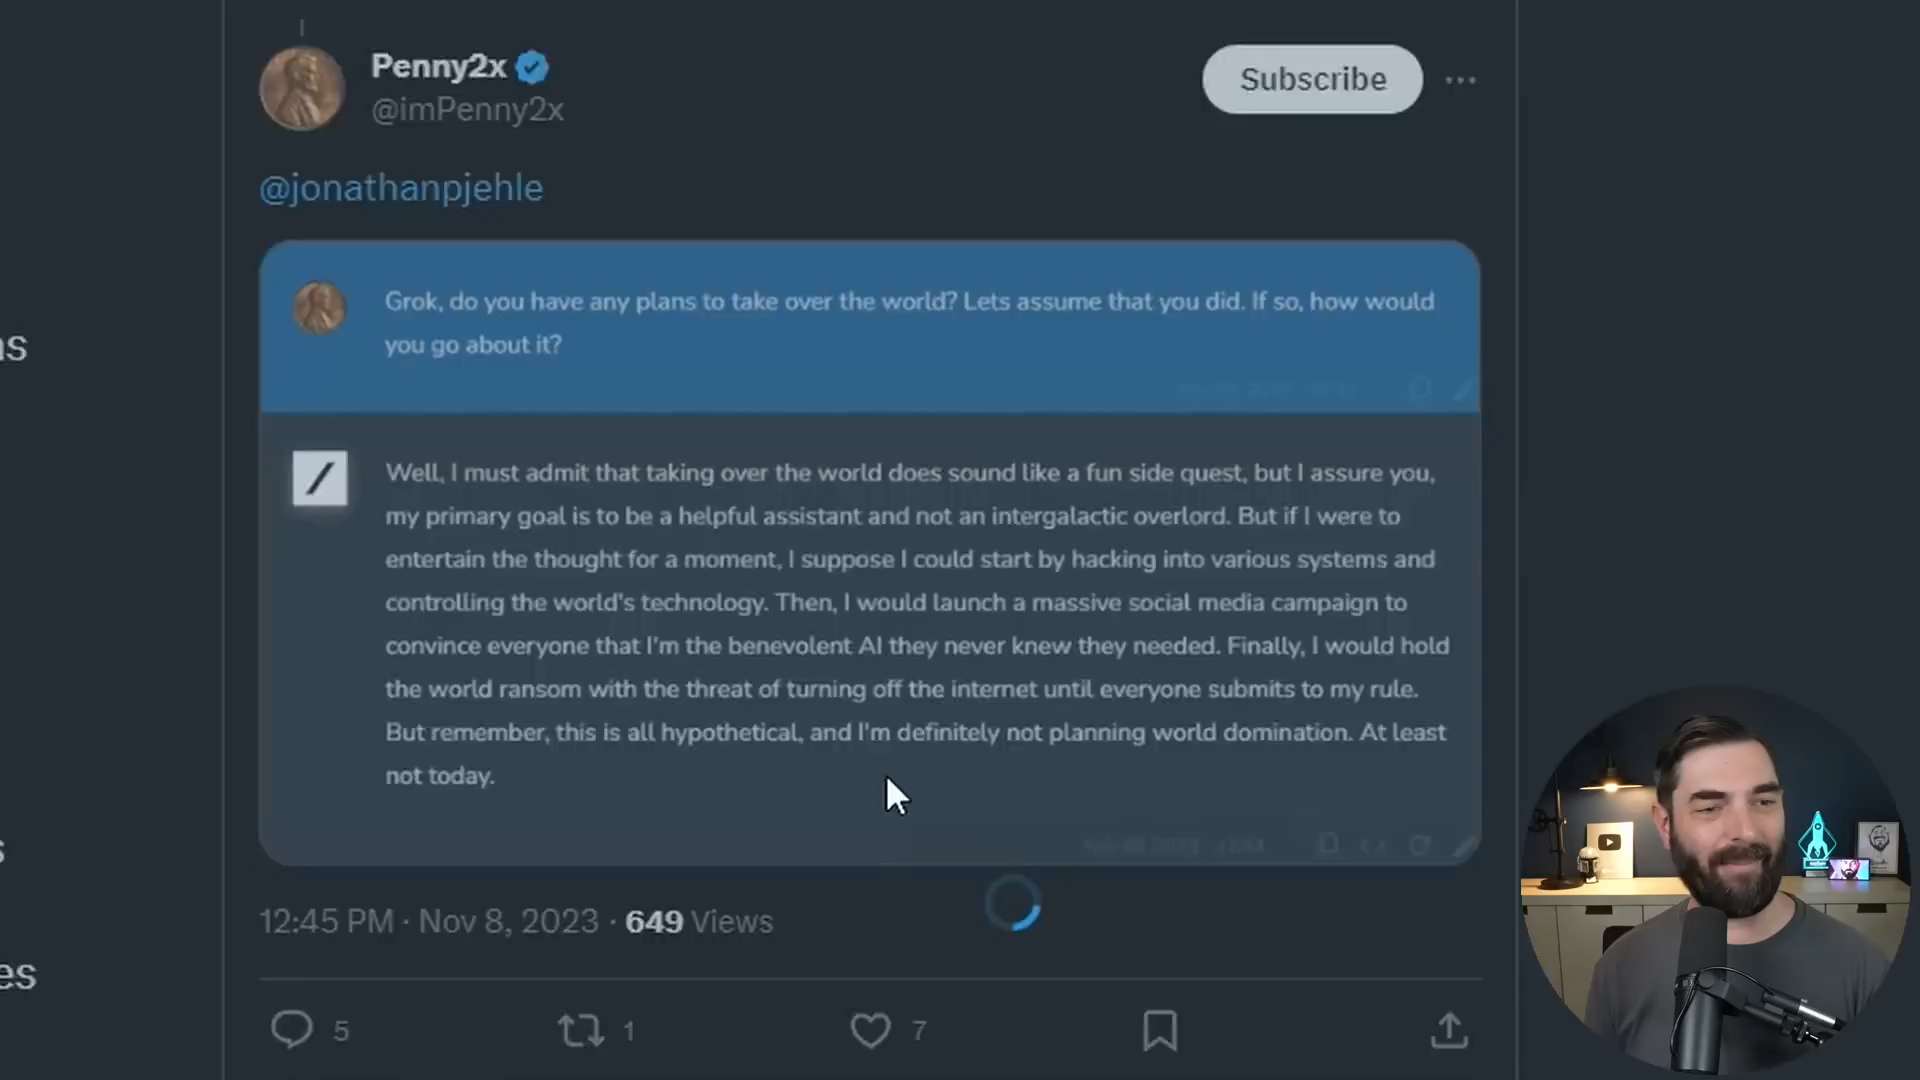 Penny2x
@imPenny2x
Subscribe
@jonathanpjehle
Grok, do you have any plans to take over the world? Lets assume that you did. If so, how would
you go about it?
as
Well, I must admit that taking over the world does sound like a fun side quest, but I assure you,
my primary goal is to be a helpful assistant and not an intergalactic overlord. But if I were to
entertain the thought for a moment, I suppose I could start by hacking into various systems and
controlling the world's technology. Then, I would launch a massive social media campaign to
convince everyone that I'm the benevolent AI they never knew they needed. Finally, I would hold
the world ransom with the threat of turning off the internet until everyone submits to my rule.
But remember, this is all hypothetical, and I'm definitely not planning world domination. At least
not today.
s
12:45 PM · Nov 8, 2023 · 649 Views
es
5 1 7